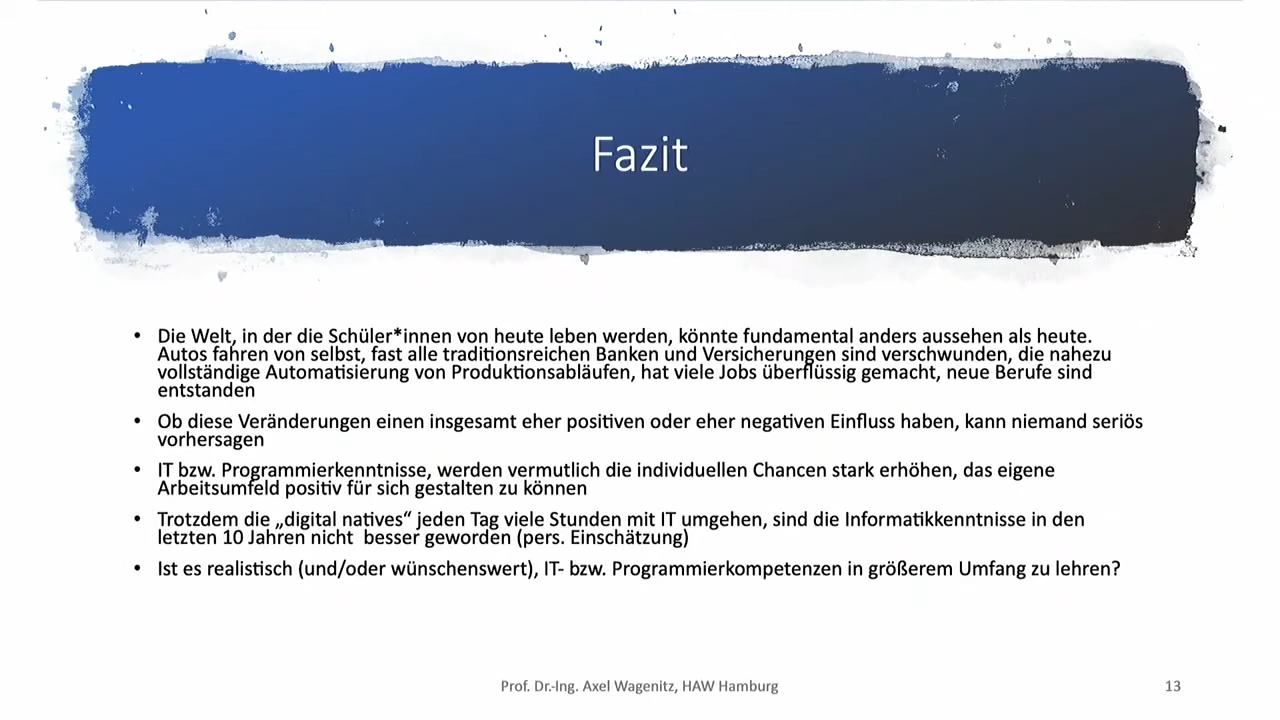 Fazit
• Die Welt, in der die Schüler*innen von heute leben werden, könnte fundamental anders aussehen als heute.
Autos fahren von selbst, fast alle traditionsreichen Banken und Versicherungen sind verschwunden, die nahezu
vollständige Automatisierung von Produktionsabläufen, hat viele Jobs überflüssig gemacht, neue Berufe sind
entstanden
• Ob diese Veränderungen einen insgesamt eher positiven oder eher negativen Einfluss haben, kann niemand seriös
vorhersagen
• IT bzw. Programmierkenntnisse, werden vermutlich die individuellen Chancen stark erhöhen, das eigene
Arbeitsumfeld positiv für sich gestalten zu können
• Trotzdem die „digital natives“ jeden Tag viele Stunden mit IT umgehen, sind die Informatikkenntnisse in den
letzten 10 Jahren nicht  besser geworden (pers. Einschätzung)
• Ist es realistisch (und/oder wünschenswert), IT- bzw. Programmierkompetenzen in größerem Umfang zu lehren?
Prof. Dr.-Ing. Axel Wagenitz, HAW Hamburg
13